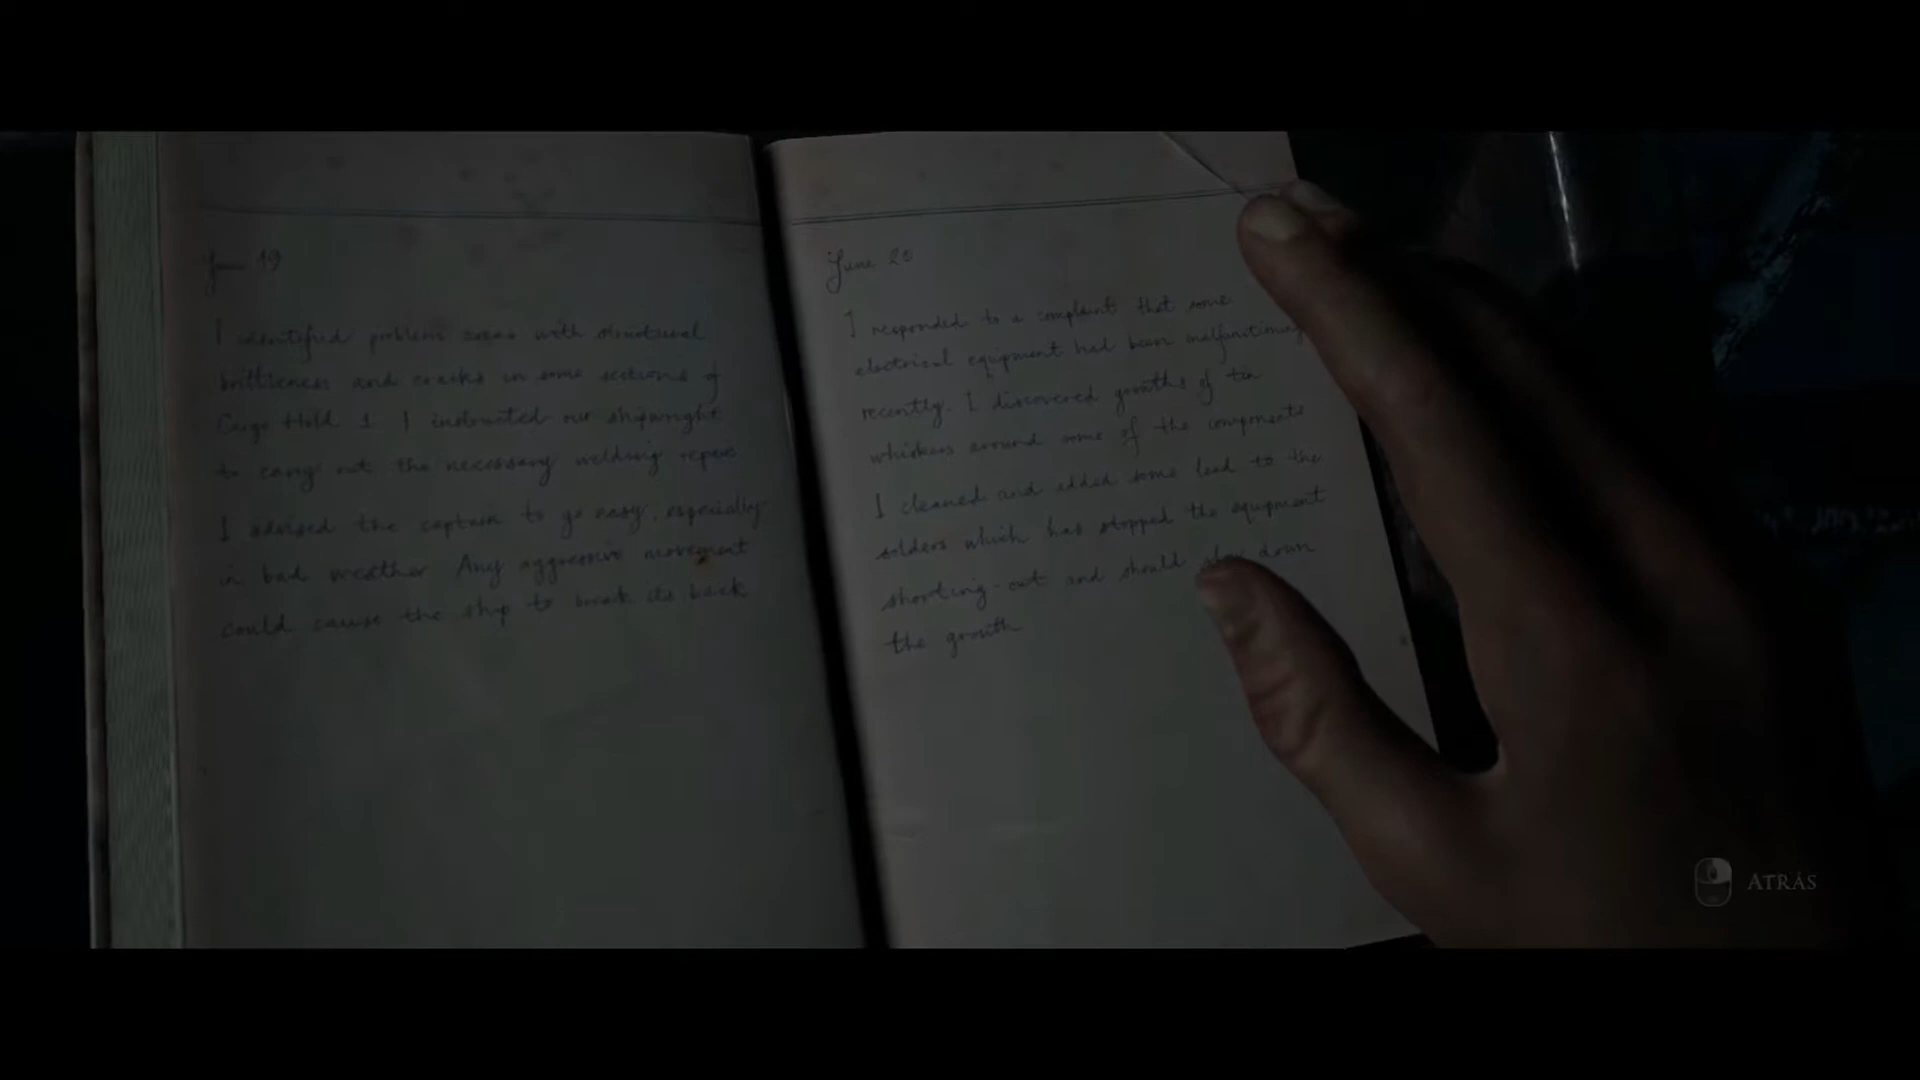 June 19
I identified problem areas with structural
brittleness and cracks in some sections of
Cargo Hold 1. I instructed our shipwright
to carry out the necessary welding repair
I advised the captain to go easy, especially
in bad weather. Any aggressive movement
could cause the ship to break its back
June 20
I responded to a complaint that some
electrical equipment had been malfunctioning
recently. I discovered growths of tin
whiskers around some of the components
I cleaned and added some lead to the
solders which has stopped the equipment
shorting-out and should slow down
the growth
ATRÁS